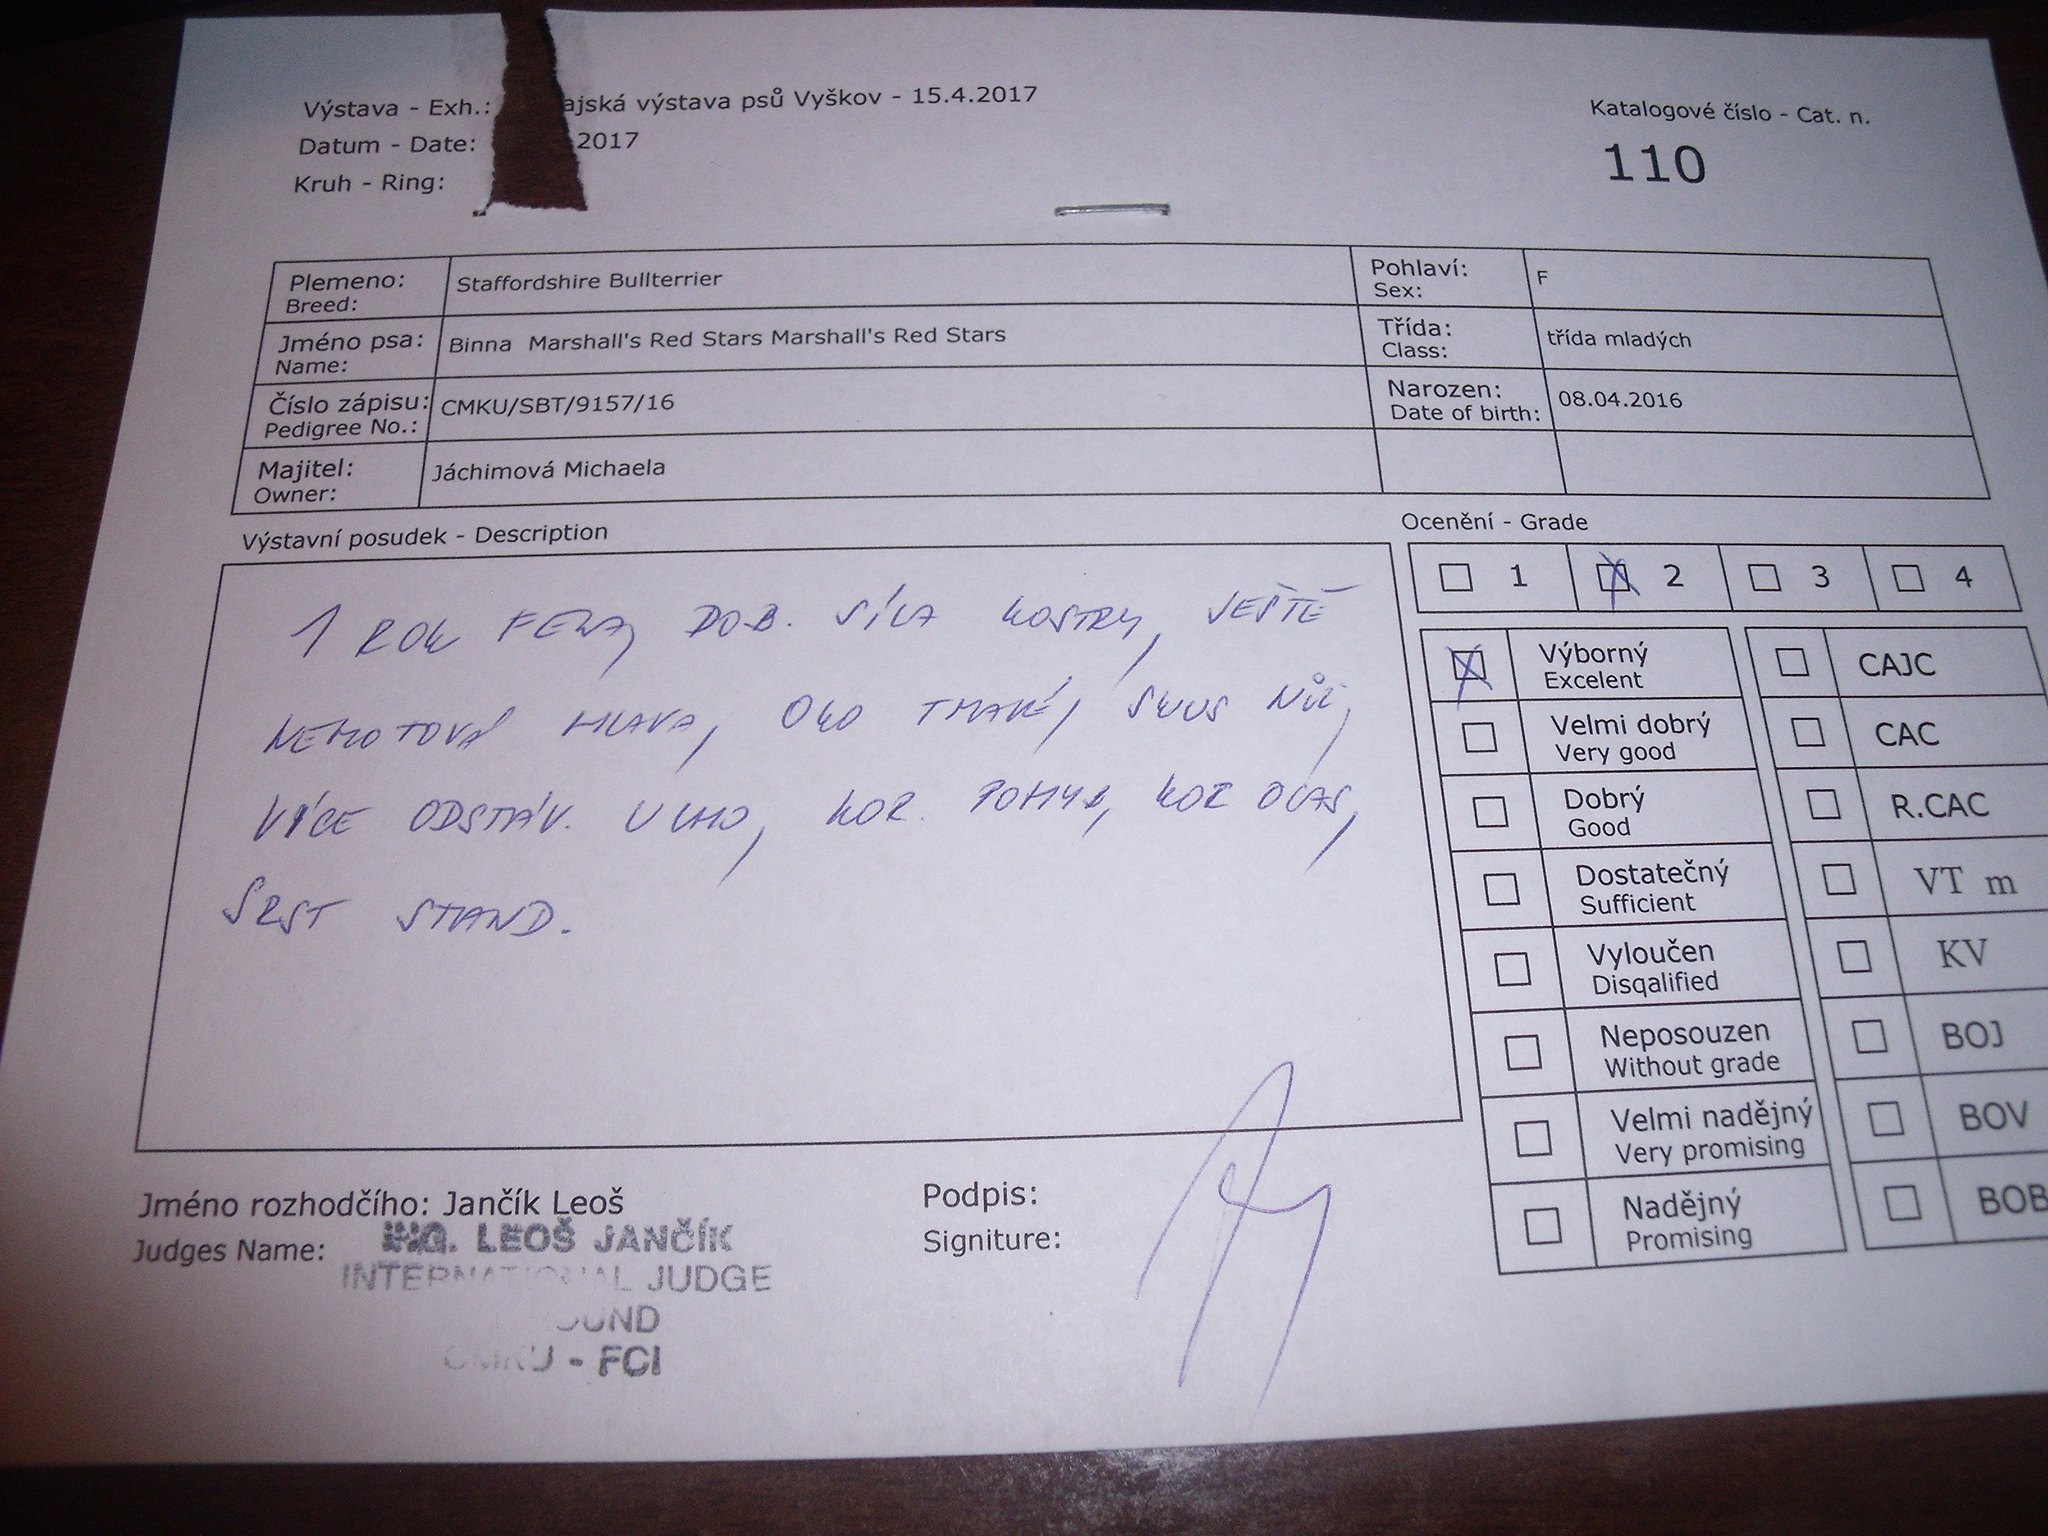 Výstava - Exh.: ajská výstava psů Vyškov - 15.4.2017
Datum - Date: 2017
Kruh - Ring:
Katalogové číslo - Cat. n.
110
Plemeno: Staffordshire Bullterrier Pohlaví: F
Breed: Sex:
Jméno psa: Binna Marshall's Red Stars Marshall's Red Stars Třída: třída mladých
Name: Class:
Číslo zápisu: CMKU/SBT/9157/16 Narozen: 08.04.2016
Pedigree No.: Date of birth:
Majitel: Jáchimová Michaela
Owner:
Výstavní posudek - Description
1 ROK FENA, DOB. SÍLA KOSTRY, JEŠTĚ
HLAVA, OKO TMAVÉ, SKUS NŮŽ,
VÍCE ODSTÁV. UCHO, KOR. POHYB, KOR OCAS,
SRST STAND.
Ocenění - Grade
1 2 3 4
Výborný CAJC
Excelent
Velmi dobrý CAC
Very good
Dobrý R.CAC
Good
Dostatečný VT m
Sufficient
Vyloučen KV
Disqalified
Neposouzen BOJ
Without grade
Velmi nadějný BOV
Very promising
Nadějný BOB
Promising
Jméno rozhodčího: Jančík Leoš
Judges Name:
ING. LEOŠ JANČÍK
INTERNATIONAL JUDGE
OUND
CMKU - FCI
Podpis:
Signiture: